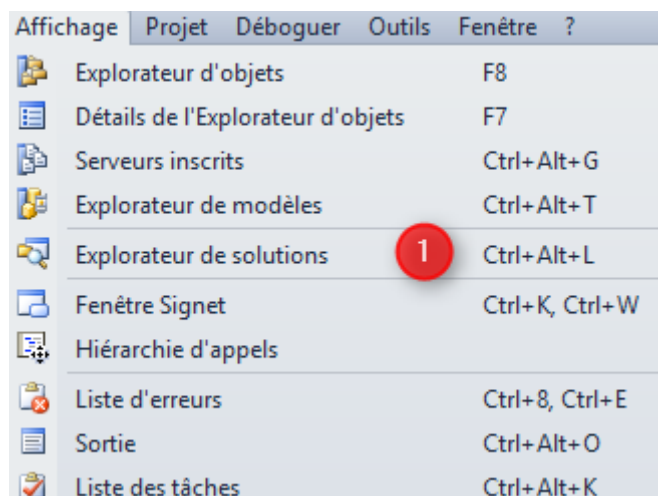 Affichage Projet Déboguer Outils Fenêtre ?
Explorateur d'objets F8
Détails de l'Explorateur d'objets F7
Serveurs inscrits Ctrl+Alt+G
Explorateur de modèles Ctrl+Alt+T
Explorateur de solutions 1 Ctrl+Alt+L
Fenêtre Signet Ctrl+K, Ctrl+W
Hiérarchie d'appels
Liste d'erreurs Ctrl+8, Ctrl+E
Sortie Ctrl+Alt+O
Liste des tâches Ctrl+Alt+K